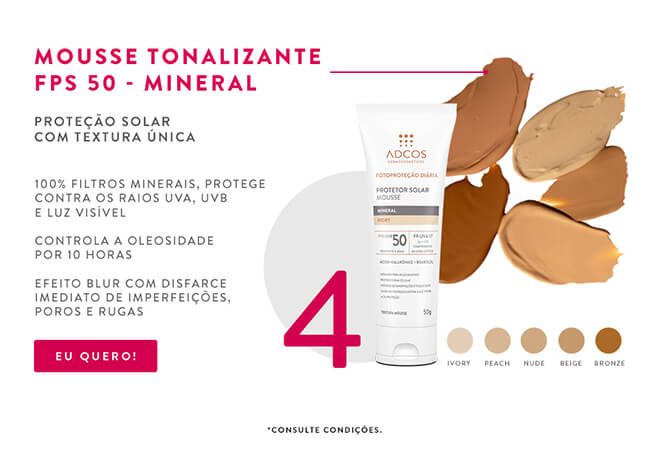 MOUSSE TONALIZANTE
FPS 50 - MINERAL
PROTEÇÃO SOLAR
COM TEXTURA ÚNICA
100% FILTROS MINERAIS, PROTEGE
CONTRA OS RAIOS UVA, UVB
E LUZ VISÍVEL
CONTROLA A OLEOSIDADE
POR 10 HORAS
EFEITO BLUR COM DISFARCE
IMEDIATO DE IMPERFEIÇÕES,
POROS E RUGAS
EU QUERO!
4
ADCOS
FOTOPROTEÇÃO DIÁRIA
PROTETOR SOLAR
MOUSSE
MINERAL
IVORY
50
TEXTURA MOUSSE
50g
IVORY PEACH NUDE BEIGE BRONZE
*CONSULTE CONDIÇÕES.